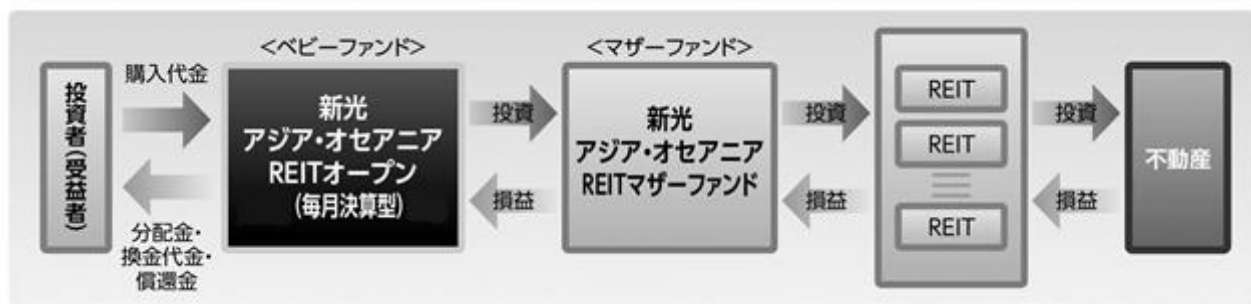 <ベビーファンド>
<マザーファンド>
投資者(受益者)
購入代金
分配金・
換金代金・
償還金
新光
アジア・オセアニア
REITオープン
(毎月決算型)
投資
損益
新光
アジア・オセアニア
REITマザーファンド
投資
損益
REIT
REIT
REIT
投資
損益
不動産